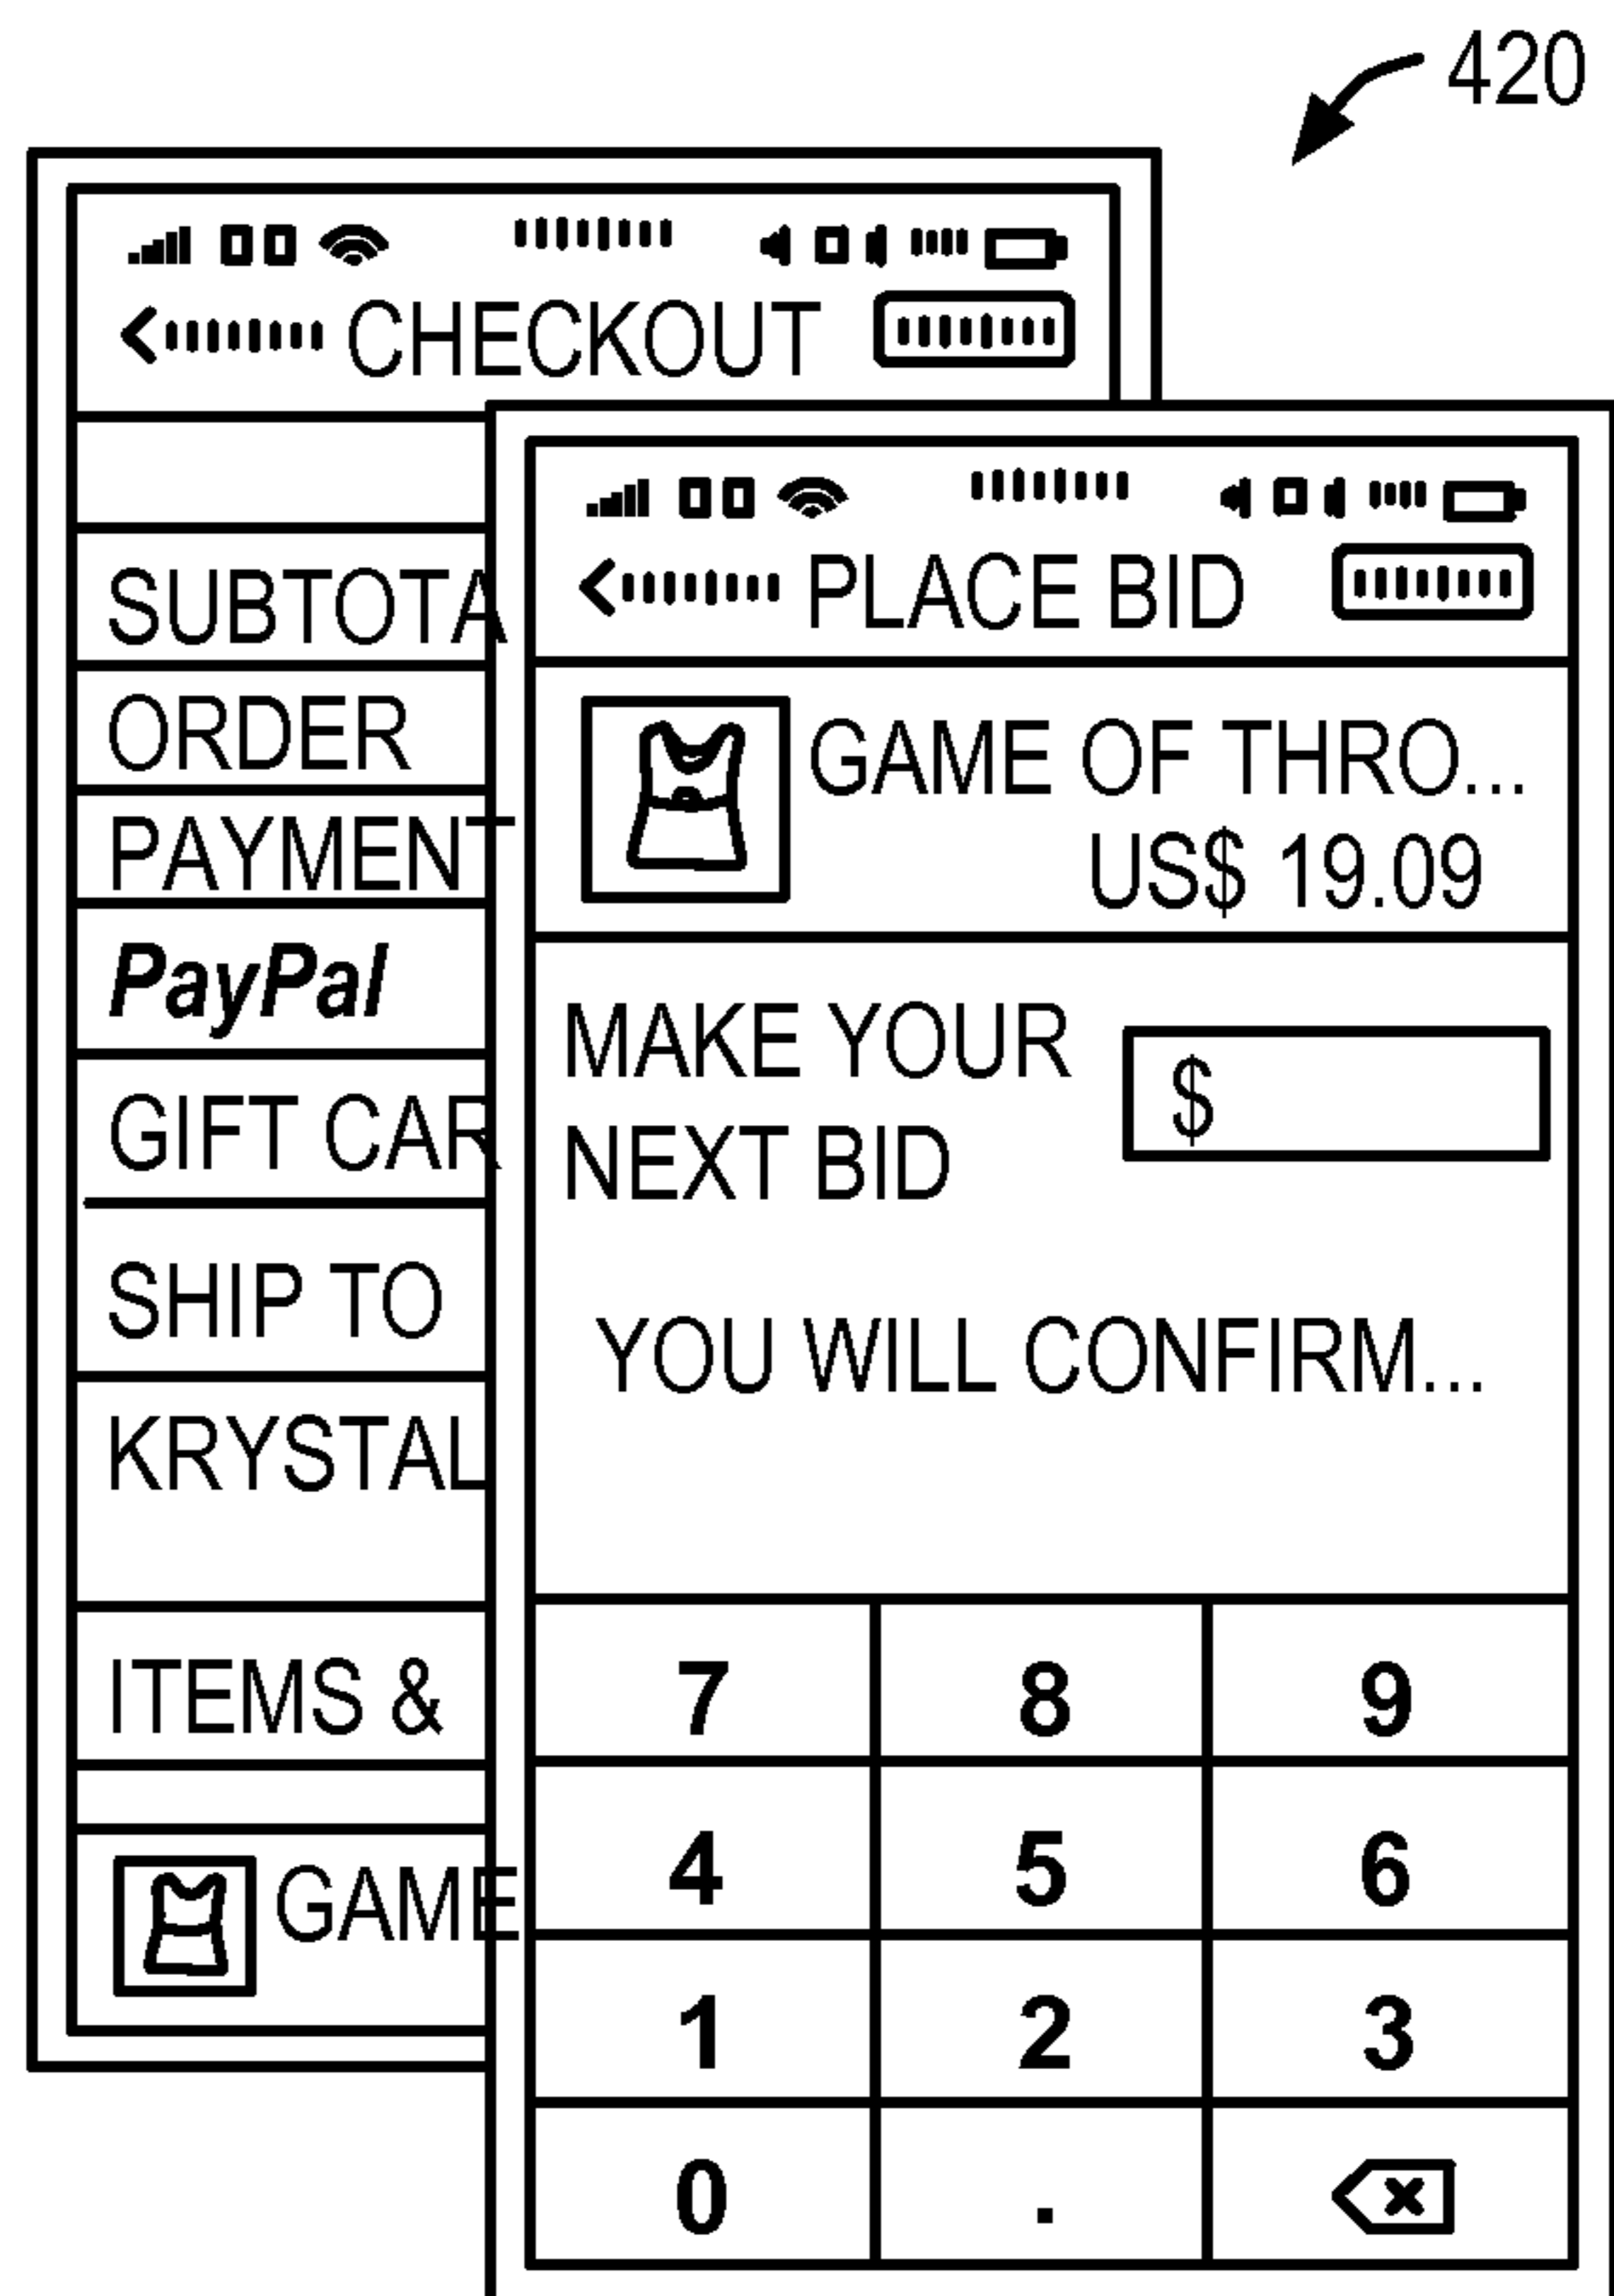 420
CHECKOUT
SUBTOTA
ORDER
PAYMENT
PayPal
GIFT CAR
SHIP TO
KRYSTAL
ITEMS &
GAME
PLACE BID
GAME OF THRO...
US$ 19.09
MAKE YOUR
NEXT BID
$
YOU WILL CONFIRM...
7 8 9
4 5 6
1 2 3
0 .